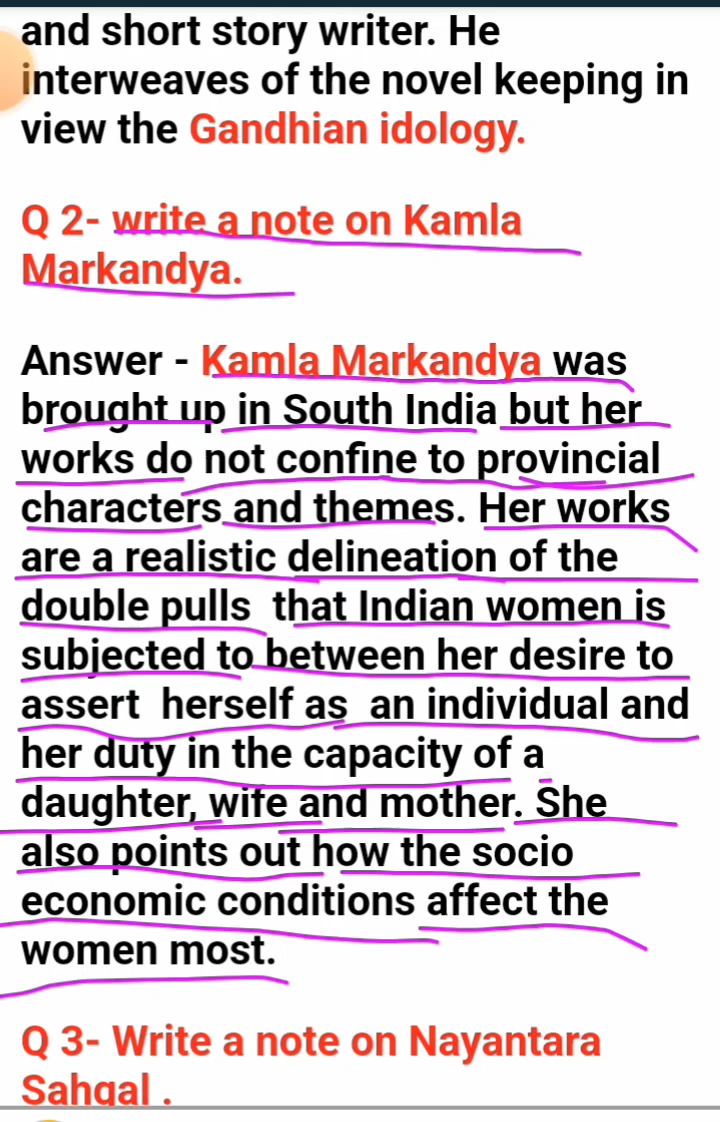 and short story writer. He
interweaves of the novel keeping in
view the Gandhian idology.
Q 2- write a note on Kamla
Markandya.
Answer - Kamla Markandya was
brought up in South India but her
works do not confine to provincial
characters and themes. Her works
are a realistic delineation of the
double pulls that Indian women is
subjected to between her desire to
assert herself as an individual and
her duty in the capacity of a
daughter, wife and mother. She
also points out how the socio
economic conditions affect the
women most.
Q 3- Write a note on Nayantara
Sahgal .